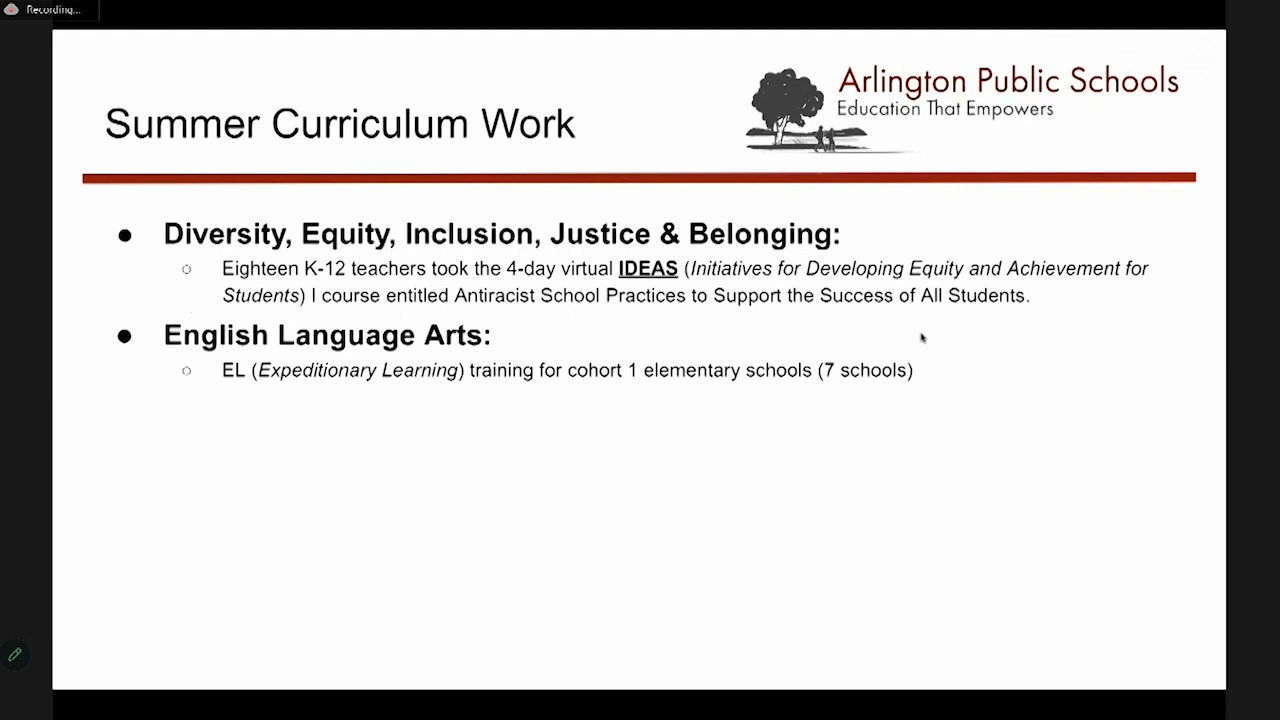 Recording...
Arlington Public Schools
Education That Empowers
Summer Curriculum Work
● Diversity, Equity, Inclusion, Justice & Belonging:
○ Eighteen K-12 teachers took the 4-day virtual IDEAS (Initiatives for Developing Equity and Achievement for
Students) I course entitled Antiracist School Practices to Support the Success of All Students.
● English Language Arts:
○ EL (Expeditionary Learning) training for cohort 1 elementary schools (7 schools)